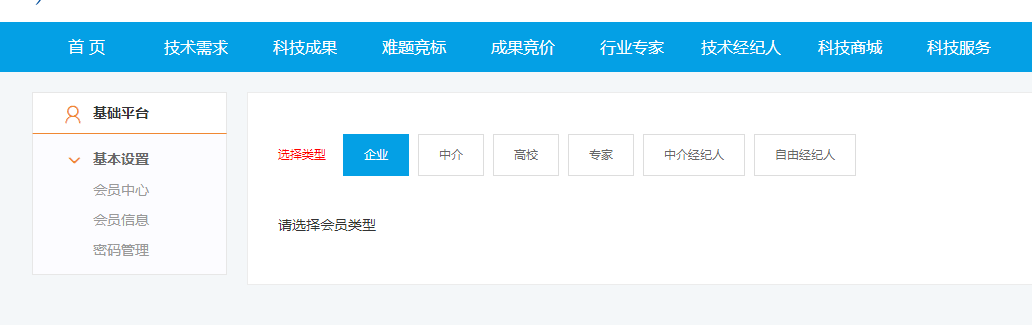 首 页 技术需求 科技成果 难题竞标 成果竞价 行业专家 技术经纪人 科技商城 科技服务
基础平台
基本设置
会员中心
会员信息
密码管理
选择类型 企业 中介 高校 专家 中介经纪人 自由经纪人
请选择会员类型